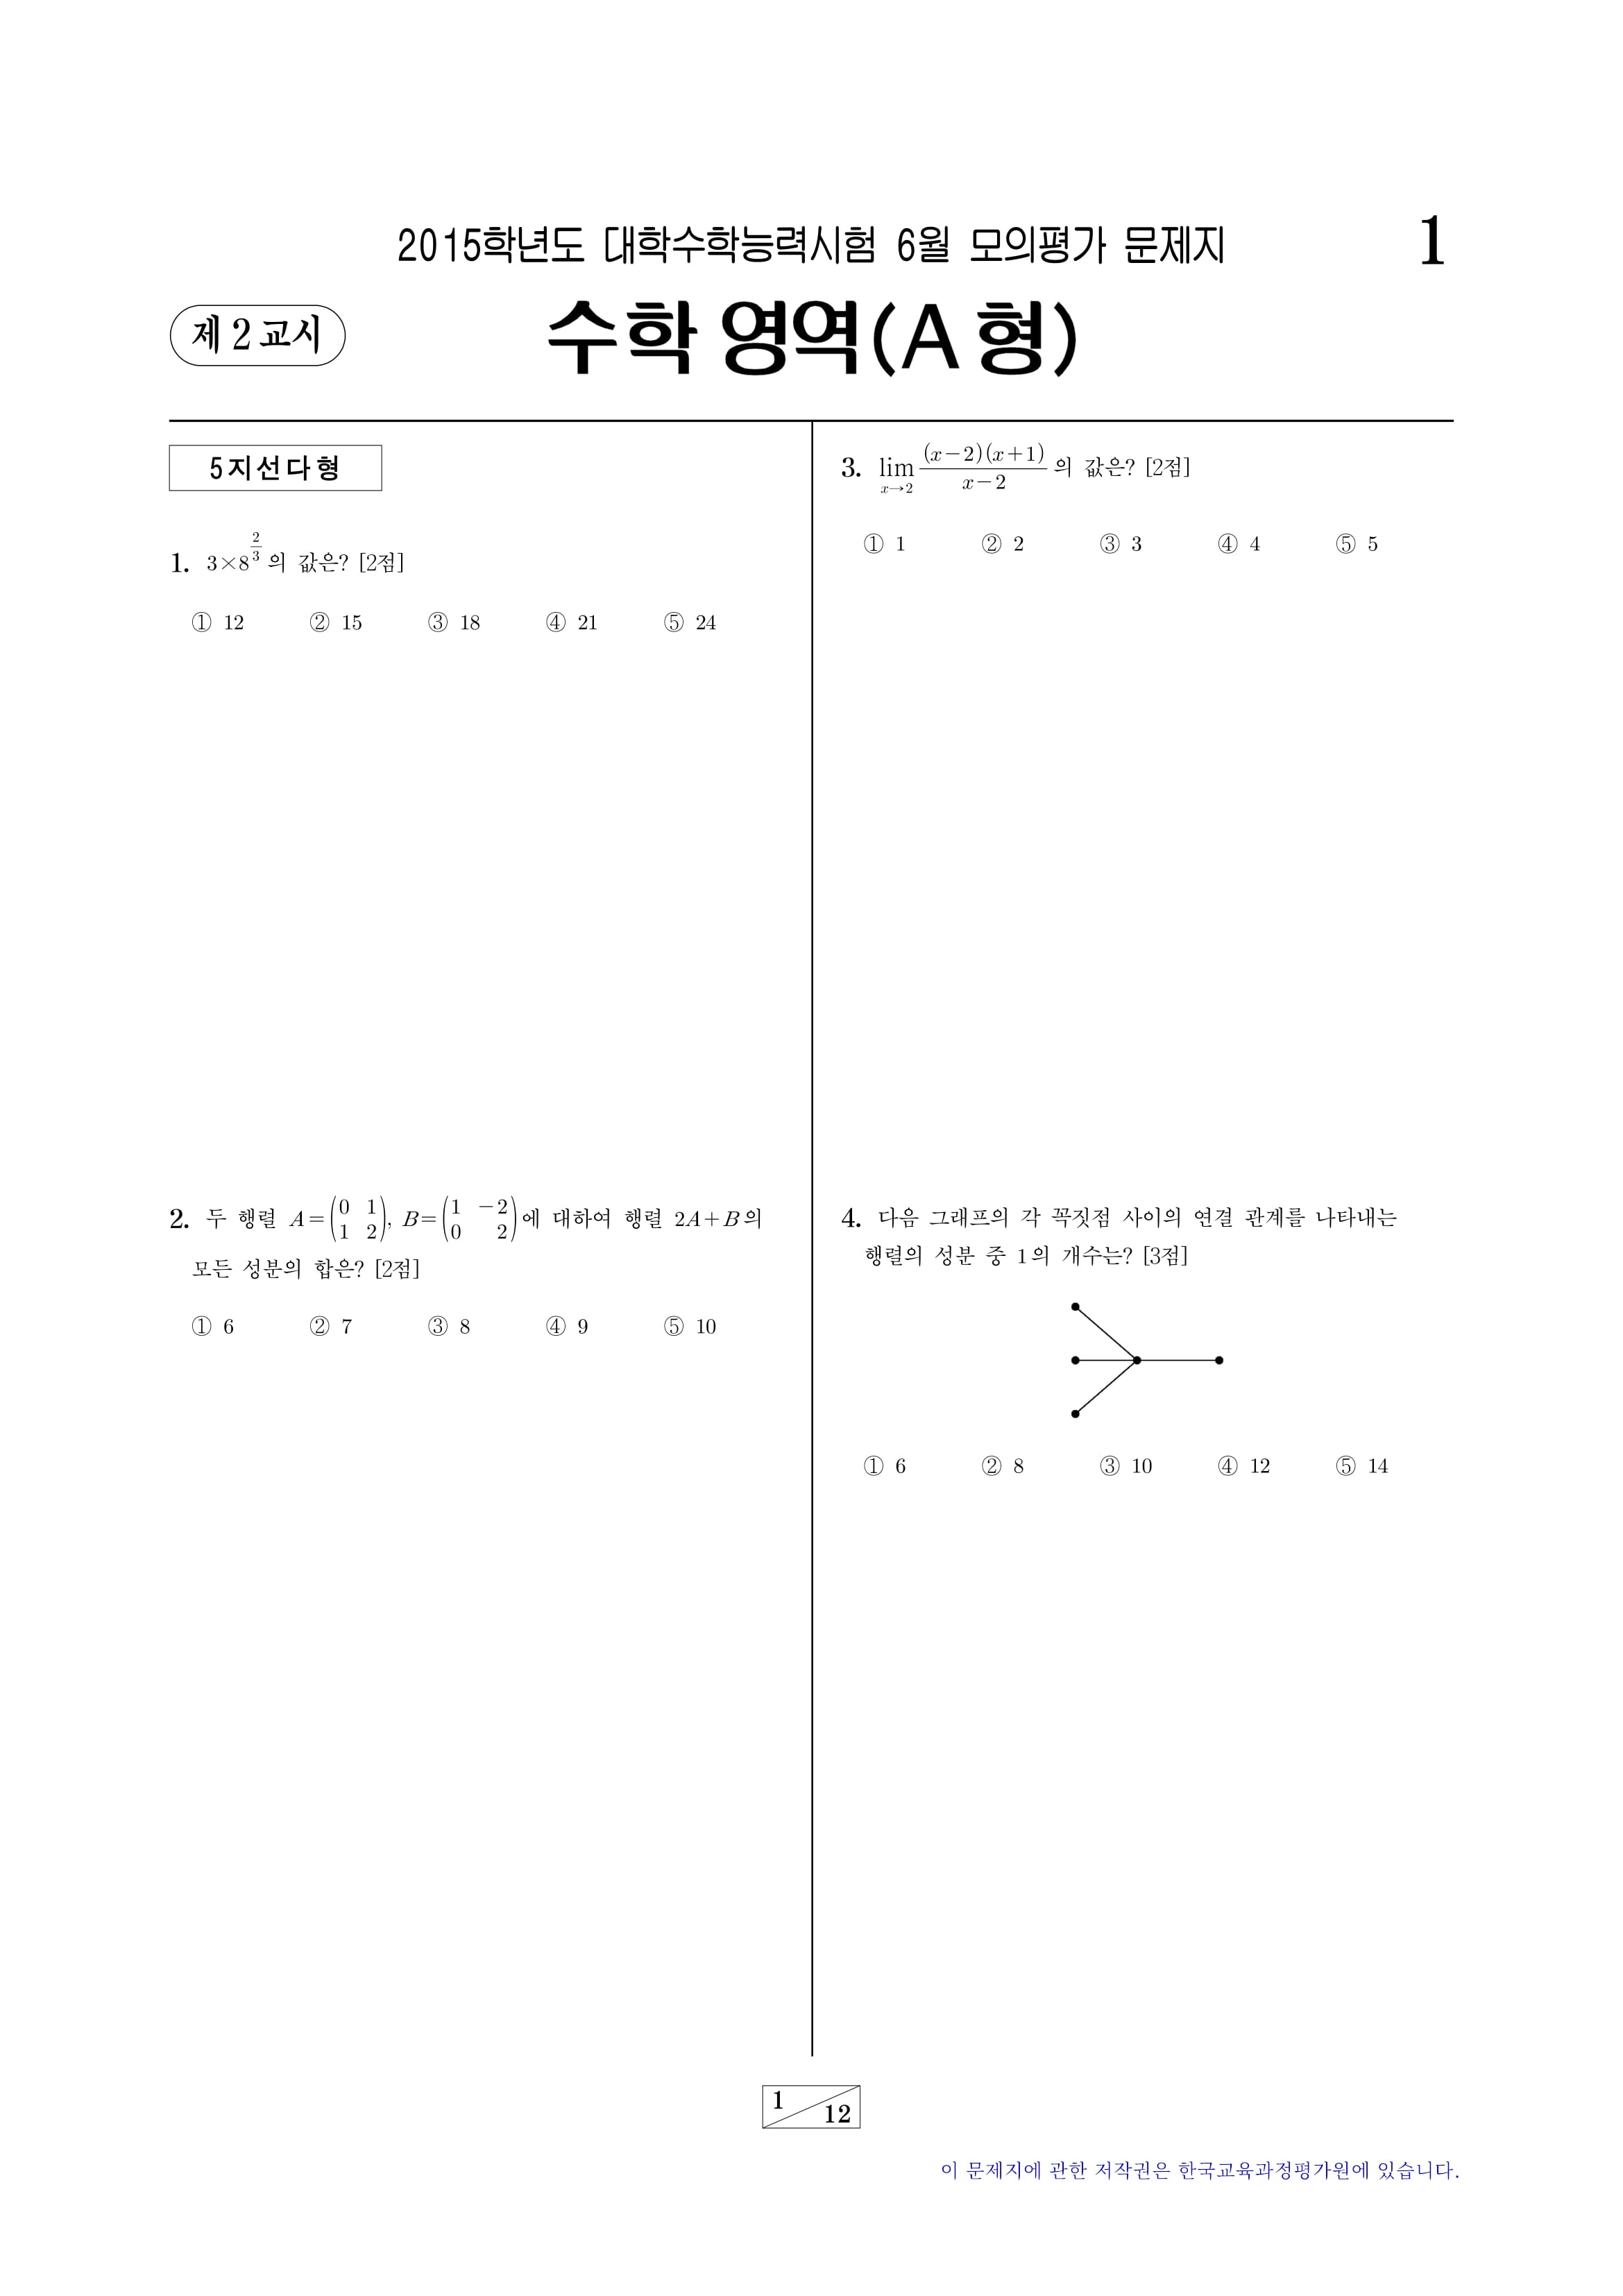 2015학년도 대학수학능력시험 6월 모의평가 문제지
1
제 2 교시
수학 영역(A 형)
5지선다형
1. 3×8^{\frac{2}{3}} 의 값은? [2점]
① 12 ② 15 ③ 18 ④ 21 ⑤ 24
2. 두 행렬 A=\begin{pmatrix} 0 & 1 \\ 1 & 2 \end{pmatrix}, B=\begin{pmatrix} 1 & -2 \\ 0 & 2 \end{pmatrix}에 대하여 행렬 2A+B의
모든 성분의 합은? [2점]
① 6 ② 7 ③ 8 ④ 9 ⑤ 10
3. \lim_{x→2} \frac{(x-2)(x+1)}{x-2} 의 값은? [2점]
① 1 ② 2 ③ 3 ④ 4 ⑤ 5
4. 다음 그래프의 각 꼭짓점 사이의 연결 관계를 나타내는
행렬의 성분 중 1의 개수는? [3점]
① 6 ② 8 ③ 10 ④ 12 ⑤ 14
1
12
이 문제지에 관한 저작권은 한국교육과정평가원에 있습니다.